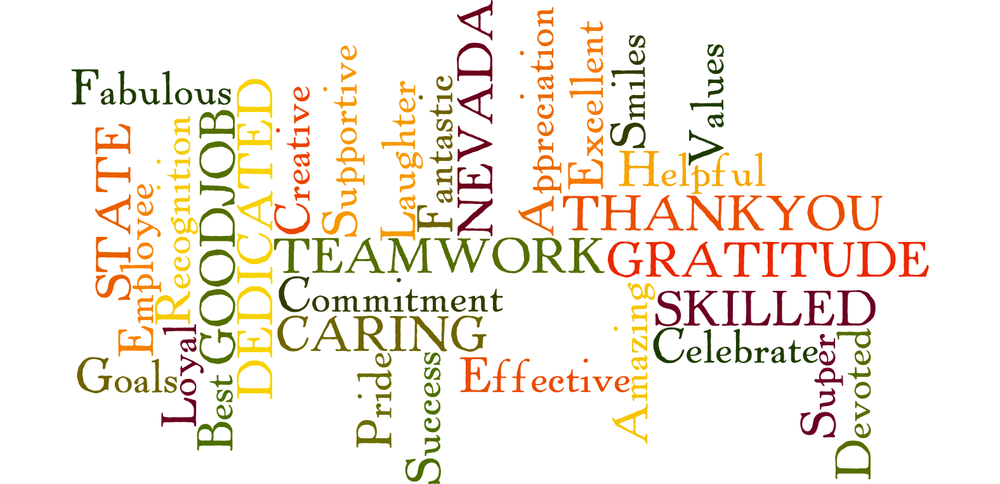 Fabulous
STATE
Employee
Recognition
GOODJOB
DEDICATED
Creative
Supportive
Laughter
Fantastic
NEVADA
Appreciation
Excellent
Smiles
Values
Helpful
THANKYOU
TEAMWORK
GRATITUDE
Commitment
CARING
SKILLED
Celebrate
Goals
Loyal
Best
Pride
Success
Effective
Amazing
Super
Devoted